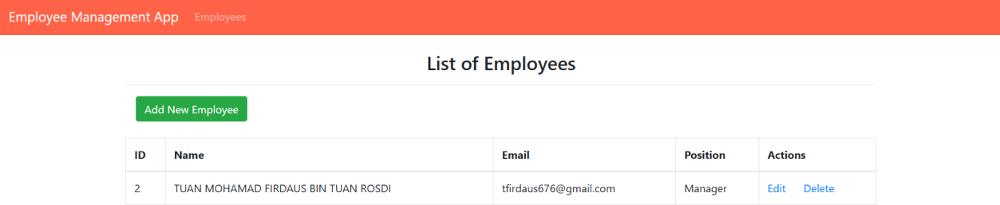 Employee Management App Employees
List of Employees
Add New Employee
ID Name Email Position Actions
2 TUAN MOHAMAD FIRDAUS BIN TUAN ROSDI tfirdaus676@gmail.com Manager Edit Delete